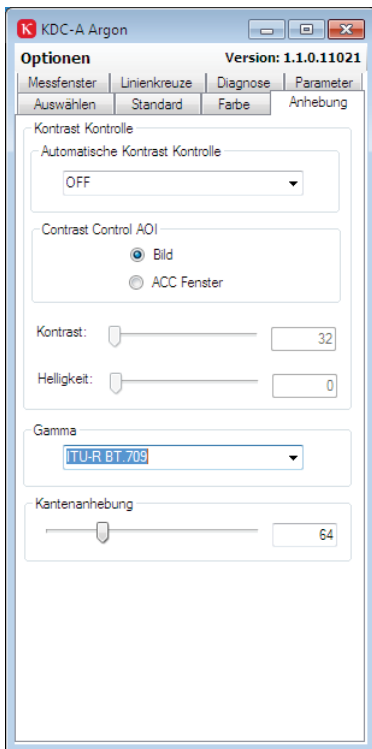 K KDC-A Argon
Optionen Version: 1.1.0.11021
Messfenster Linienkreuze Diagnose Parameter
Auswählen Standard Farbe Anhebung
Kontrast Kontrolle
Automatische Kontrast Kontrolle
OFF
Contrast Control AOI
Bild
ACC Fenster
Kontrast: 32
Helligkeit: 0
Gamma
ITU-R BT.709
Kantenanhebung
64